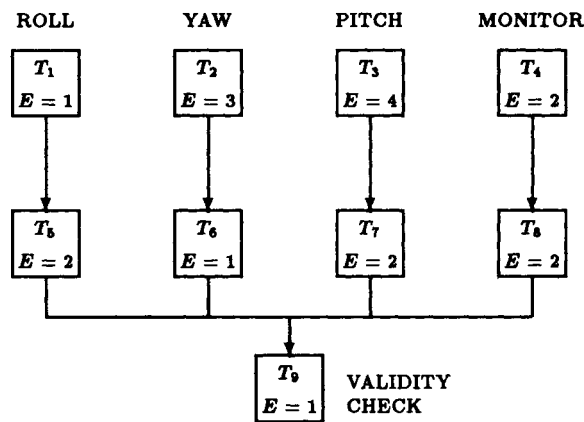 ROLL YAW PITCH MONITOR
T₁ T₂ T₃ T₄
E = 1 E = 3 E = 4 E = 2
T₅ T₆ T₇ T₈
E = 2 E = 1 E = 2 E = 2
T₉
E = 1
VALIDITY
CHECK